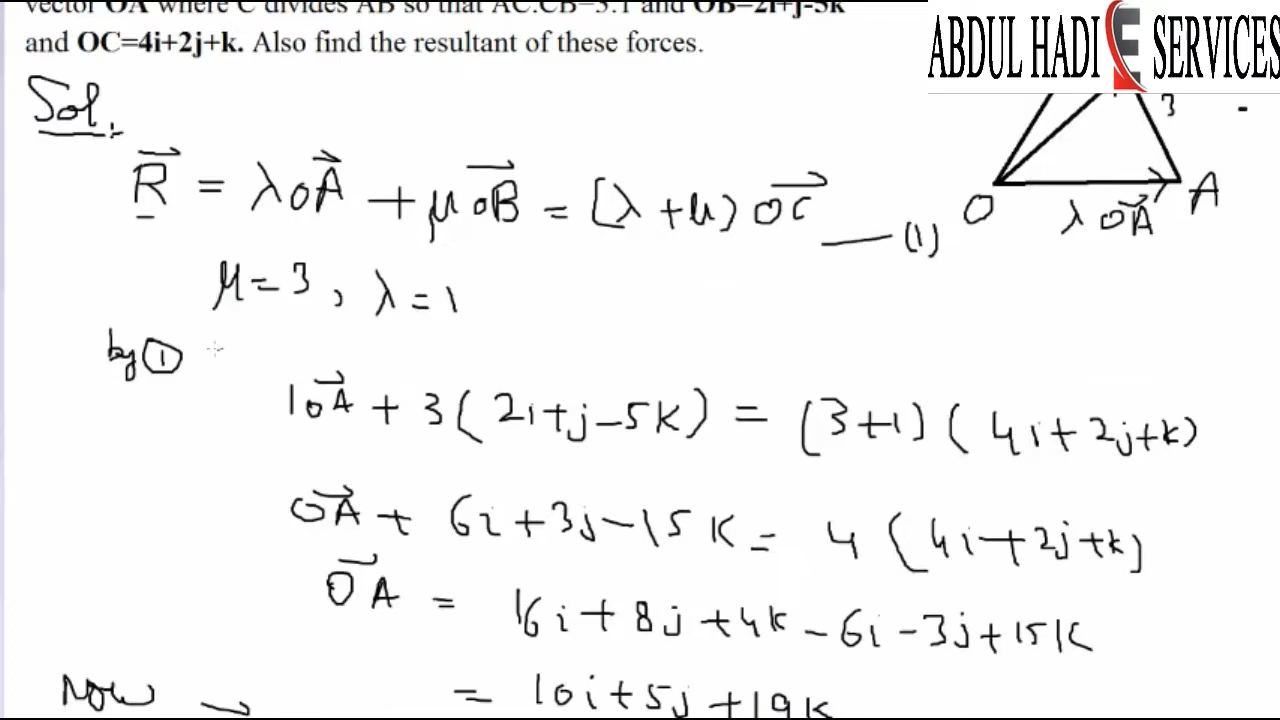 vector OA where C divides AB so that AC:CB=3:1 and OB=2i+j-5k
and OC=4i+2j+k. Also find the resultant of these forces.
ABDUL HADI E SERVICES
Sol.
3
R = λOA + μOB = (λ+μ) OC — (1)
O λ OA A
μ = 3, λ = 1
by ①
1OA + 3(2i+j-5k) = (3+1) (4i+2j+k)
OA + 6i+3j-15k = 4 (4i+2j+k)
OA = 16i+8j+4k-6i-3j+15k
Now = 10i+5j+19k